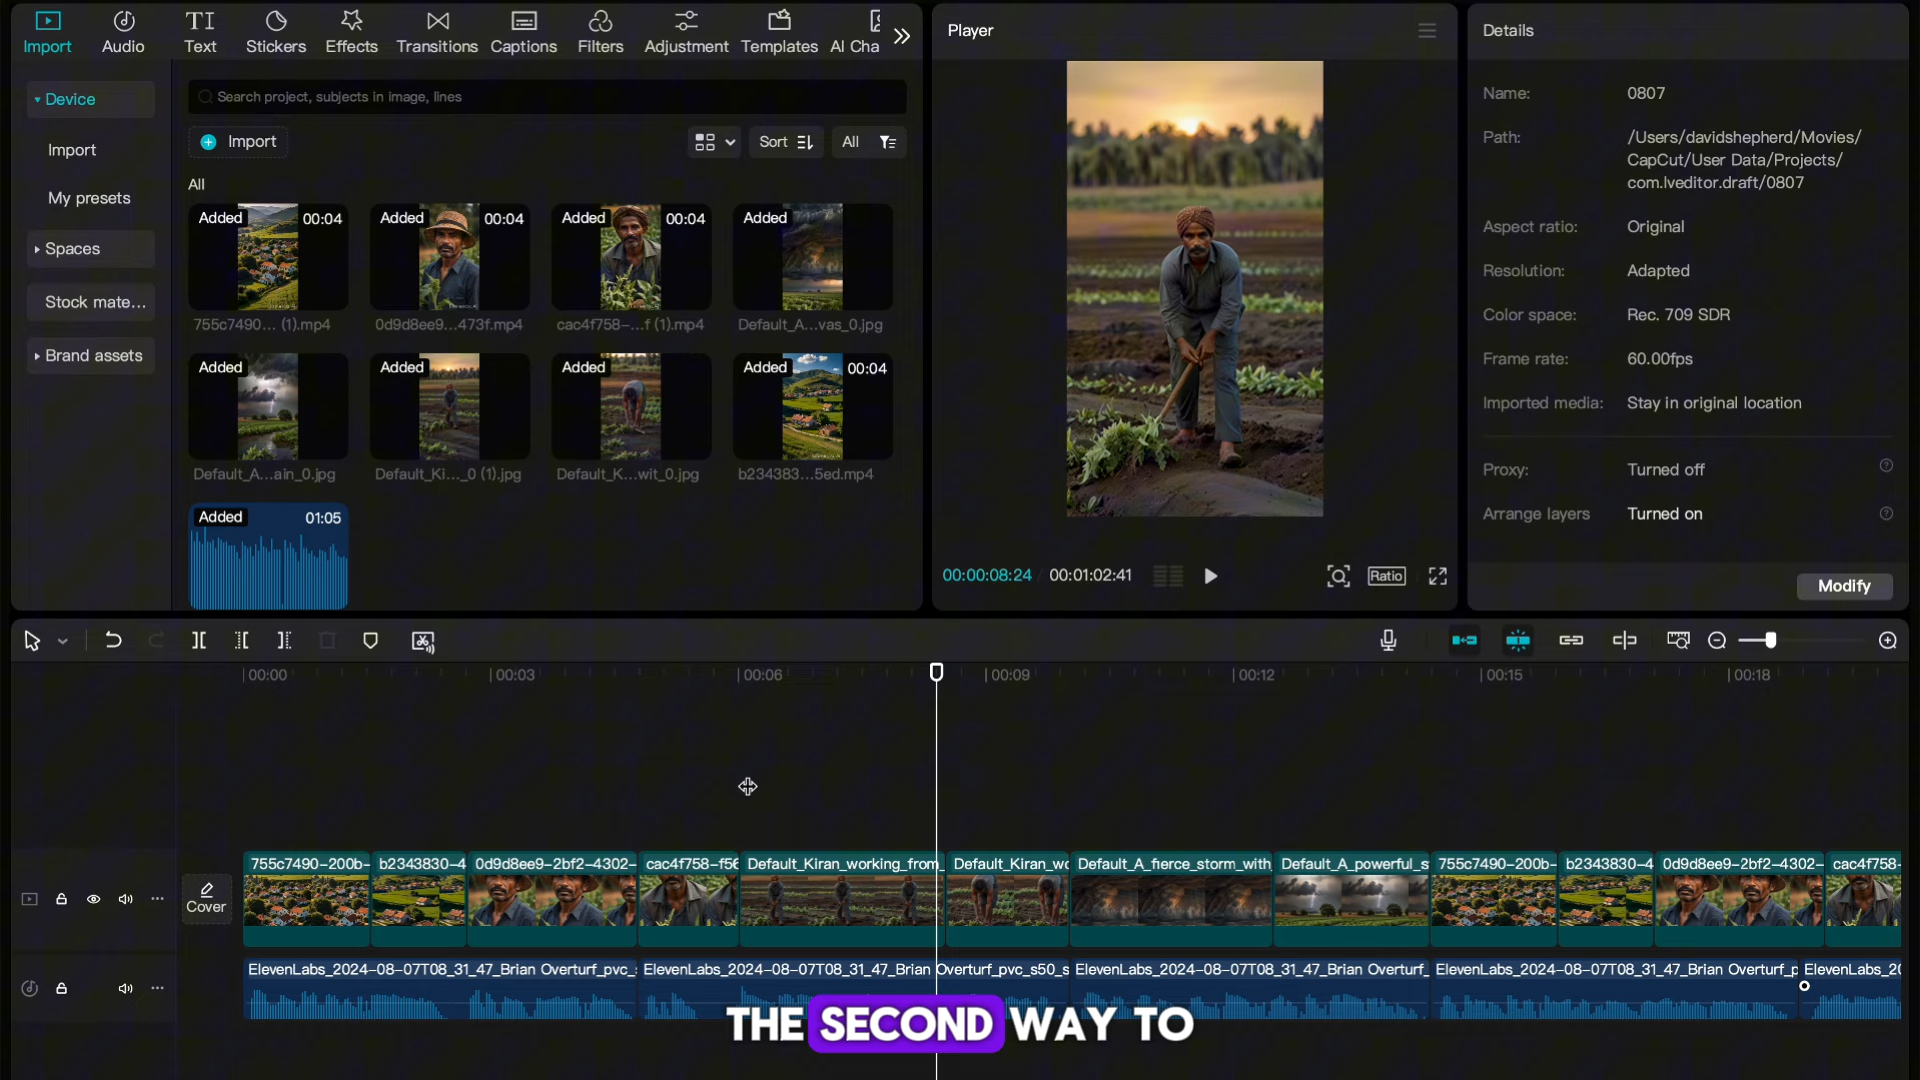 Import
Audio
Text
Stickers
Effects
Transitions
Captions
Filters
Adjustment
Templates
AI Cha
Device
Import
My presets
Spaces
Stock mate...
Brand assets
Search project, subjects in image, lines
Import
Sort
All
All
Added 00:04
Added 00:04
Added 00:04
Added
755c7490... (1).mp4
0d9d8ee9...473f.mp4
cac4f758-...f (1).mp4
Default_A...vas_0.jpg
Added
Added
Added
Added 00:04
Default_A...ain_0.jpg
Default_Ki..._0 (1).jpg
Default_K...wit_0.jpg
b234383...5ed.mp4
Added 01:05
Player
00:00:08:24 / 00:01:02:41
Ratio
Details
Name: 0807
Path: /Users/davidshepherd/Movies/
CapCut/User Data/Projects/
com.lveditor.draft/0807
Aspect ratio: Original
Resolution: Adapted
Color space: Rec. 709 SDR
Frame rate: 60.00fps
Imported media: Stay in original location
Proxy: Turned off
Arrange layers Turned on
Modify
00:00 00:03 00:06 00:09 00:12 00:15 00:18
Cover
755c7490-200b- b2343830-4 0d9d8ee9-2bf2-4302- cac4f758-f56 Default_Kiran_working_from_ Default_Kiran_wo Default_A_fierce_storm_with_ Default_A_powerful_s 755c7490-200b- b2343830-4 0d9d8ee9-2bf2-4302- cac4f758-
ElevenLabs_2024-08-07T08_31_47_Brian Overturf_pvc_s ElevenLabs_2024-08-07T08_31_47_Brian Overturf_pvc_s50_s ElevenLabs_2024-08-07T08_31_47_Brian Overturf_ ElevenLabs_2024-08-07T08_31_47_Brian Overturf_p ElevenLabs_20
THE SECOND WAY TO